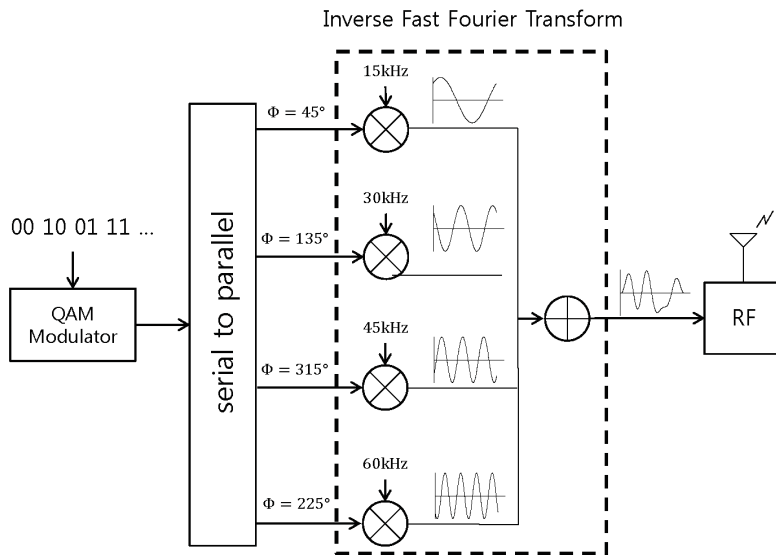 Inverse Fast Fourier Transform
00 10 01 11 ...
QAM
Modulator
serial to parallel
Φ = 45°
Φ = 135°
Φ = 315°
Φ = 225°
15kHz
30kHz
45kHz
60kHz
RF